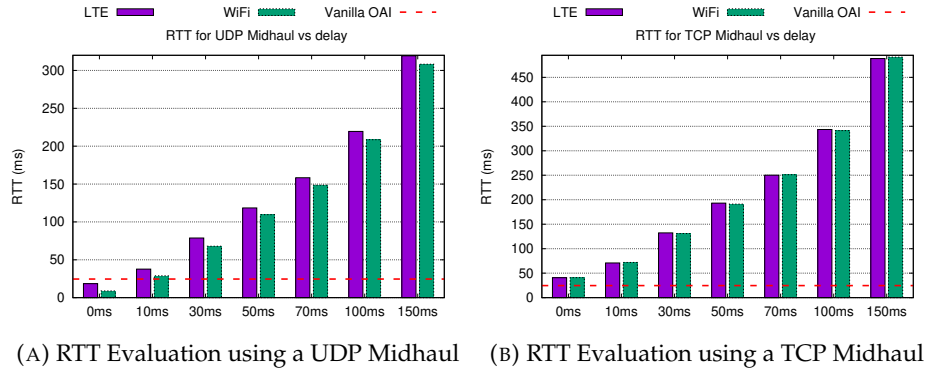 LTE WiFi Vanilla OAI
RTT for UDP Midhaul vs delay
RTT (ms)
300
250
200
150
100
50
0
0ms 10ms 30ms 50ms 70ms 100ms 150ms
(A) RTT Evaluation using a UDP Midhaul
LTE WiFi Vanilla OAI
RTT for TCP Midhaul vs delay
RTT (ms)
450
400
350
300
250
200
150
100
50
0
0ms 10ms 30ms 50ms 70ms 100ms 150ms
(B) RTT Evaluation using a TCP Midhaul